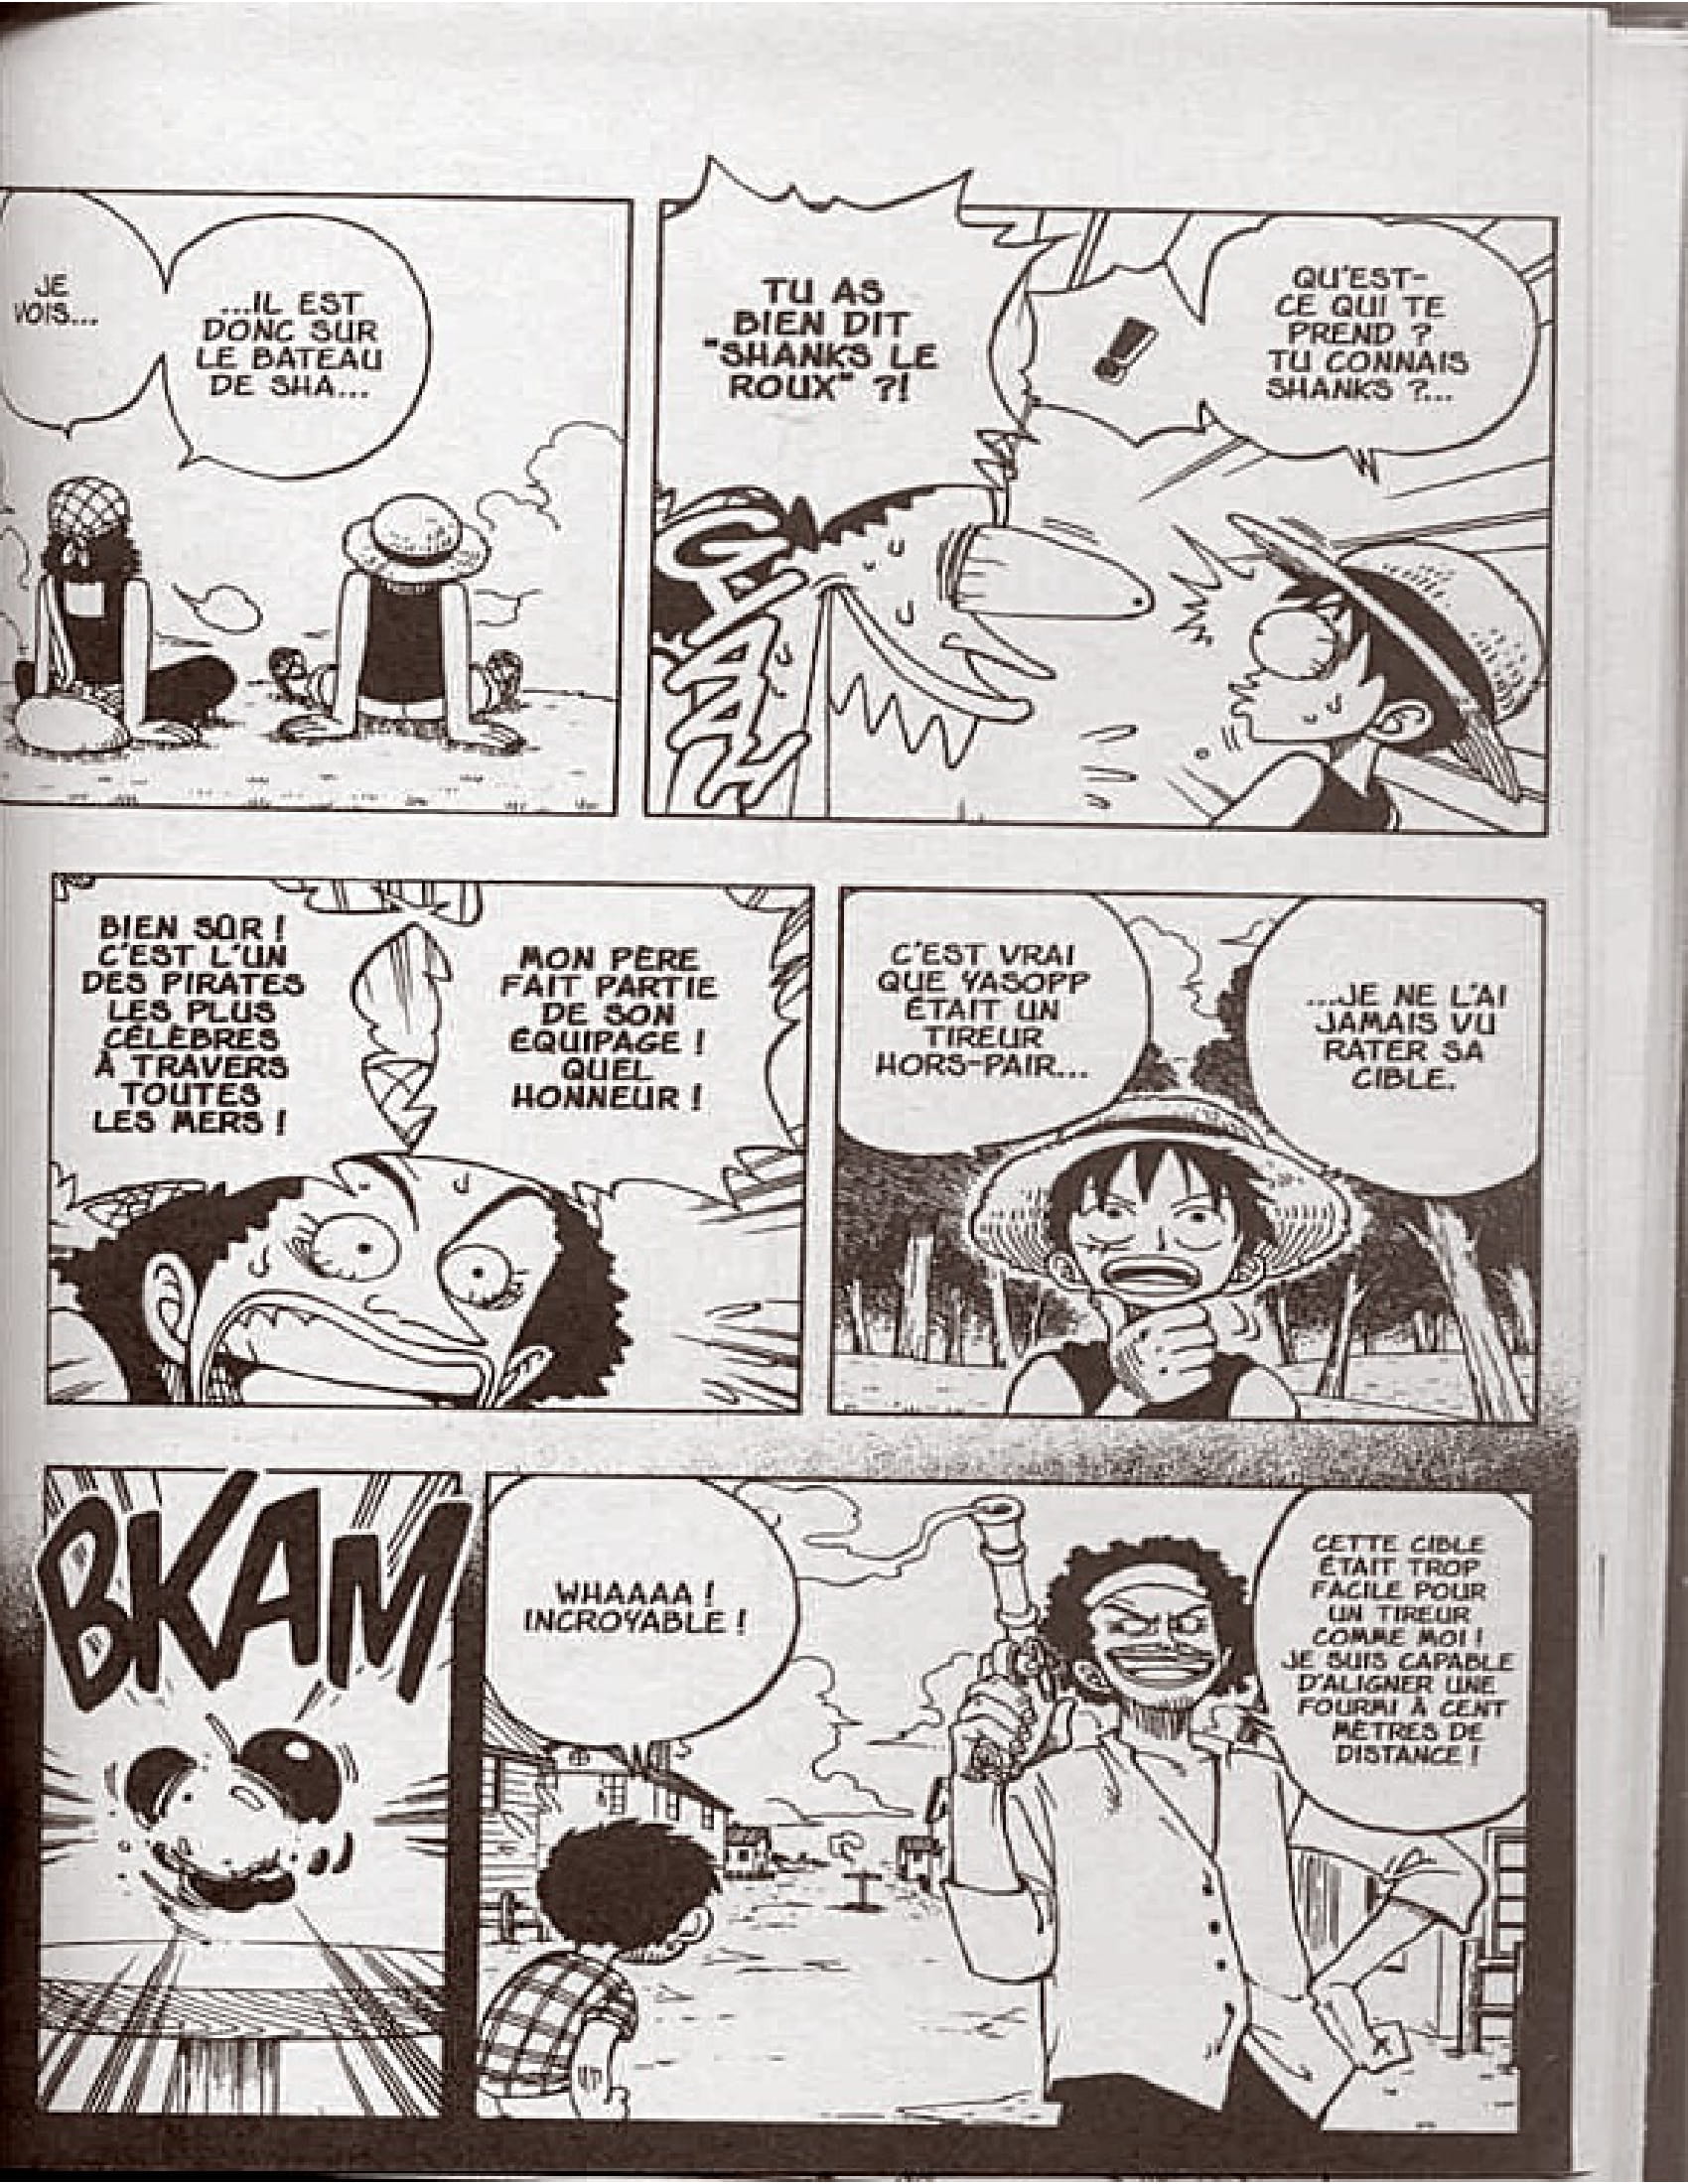 JE
VOIS...
...IL EST
DONC SUR
LE BATEAU
DE SHA...
TU AS
BIEN DIT
"SHANKS LE
ROUX" ?!
!
QU'EST-
CE QUI TE
PREND ?
TU CONNAIS
SHANKS ?...
BIEN SÛR !
C'EST L'UN
DES PIRATES
LES PLUS
CÉLÈBRES
À TRAVERS
TOUTES
LES MERS !
MON PÈRE
FAIT PARTIE
DE SON
ÉQUIPAGE !
QUEL
HONNEUR !
C'EST VRAI
QUE YASOPP
ÉTAIT UN
TIREUR
HORS-PAIR...
...JE NE L'AI
JAMAIS VU
RATER SA
CIBLE.
BKAM
WHAAAA !
INCROYABLE !
CETTE CIBLE
ÉTAIT TROP
FACILE POUR
UN TIREUR
COMME MOI !
JE SUIS CAPABLE
D'ALIGNER UNE
FOURMI À CENT
MÈTRES DE
DISTANCE !